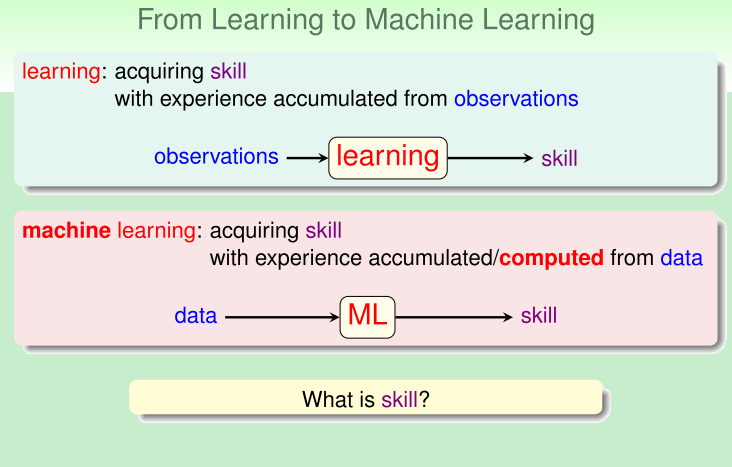 From Learning to Machine Learning
learning: acquiring skill
with experience accumulated from observations
observations learning skill
machine learning: acquiring skill
with experience accumulated/computed from data
data ML skill
What is skill?